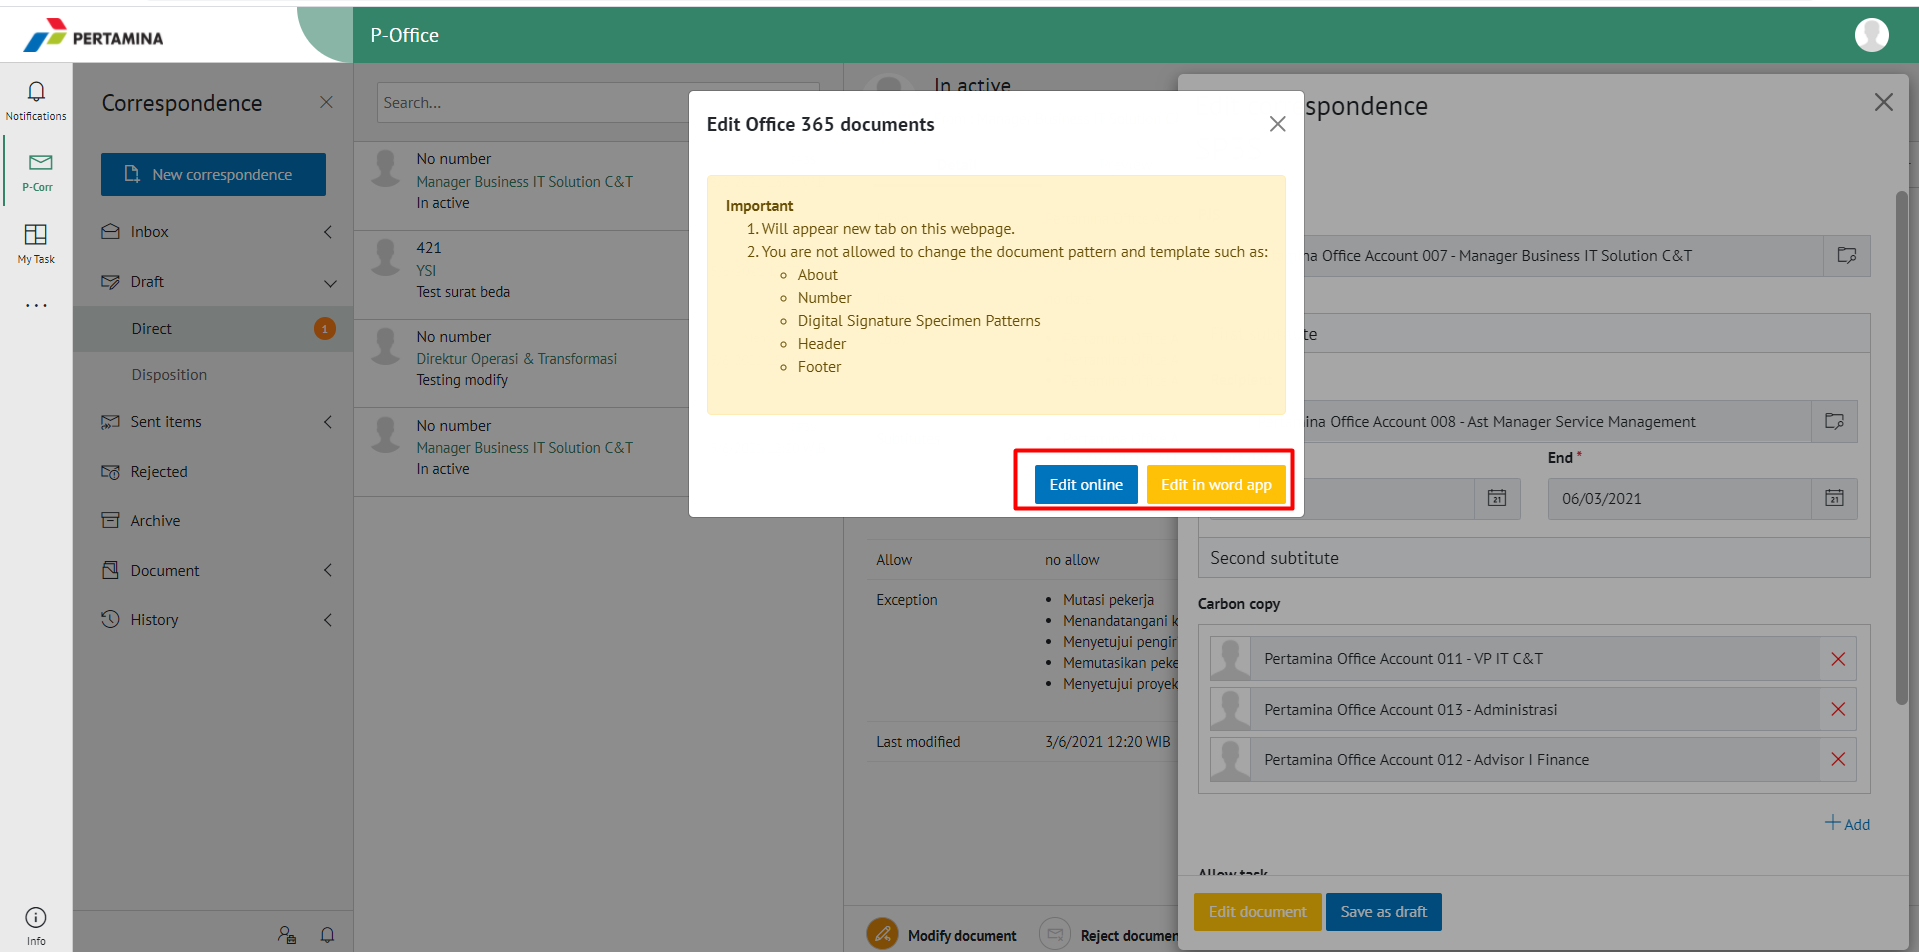 PERTAMINA
P-Office
Notifications
P-Corr
My Task
Info
Correspondence
New correspondence
Inbox
Draft
Direct
1
Disposition
Sent items
Rejected
Archive
Document
History
Search...
No number
Manager Business IT Solution C&T
In active
421
YSI
Test surat beda
No number
Direktur Operasi & Transformasi
Testing modify
No number
Manager Business IT Solution C&T
In active
In active
Allow
no allow
Exception
• Mutasi pekerja
• Menandatangani k
• Menyetujui pengir
• Memutasikan peke
• Menyetujui proyek
Last modified
3/6/2021 12:20 WIB
Modify document
Reject documen
Edit Office 365 documents
Important
1. Will appear new tab on this webpage.
2. You are not allowed to change the document pattern and template such as:
About
Number
Digital Signature Specimen Patterns
Header
Footer
Edit online
Edit in word app
spondence
na Office Account 007 - Manager Business IT Solution C&T
te
ina Office Account 008 - Ast Manager Service Management
End *
21
06/03/2021
21
Second subtitute
Carbon copy
Pertamina Office Account 011 - VP IT C&T
Pertamina Office Account 013 - Administrasi
Pertamina Office Account 012 - Advisor I Finance
Add
Allow task
Edit document
Save as draft